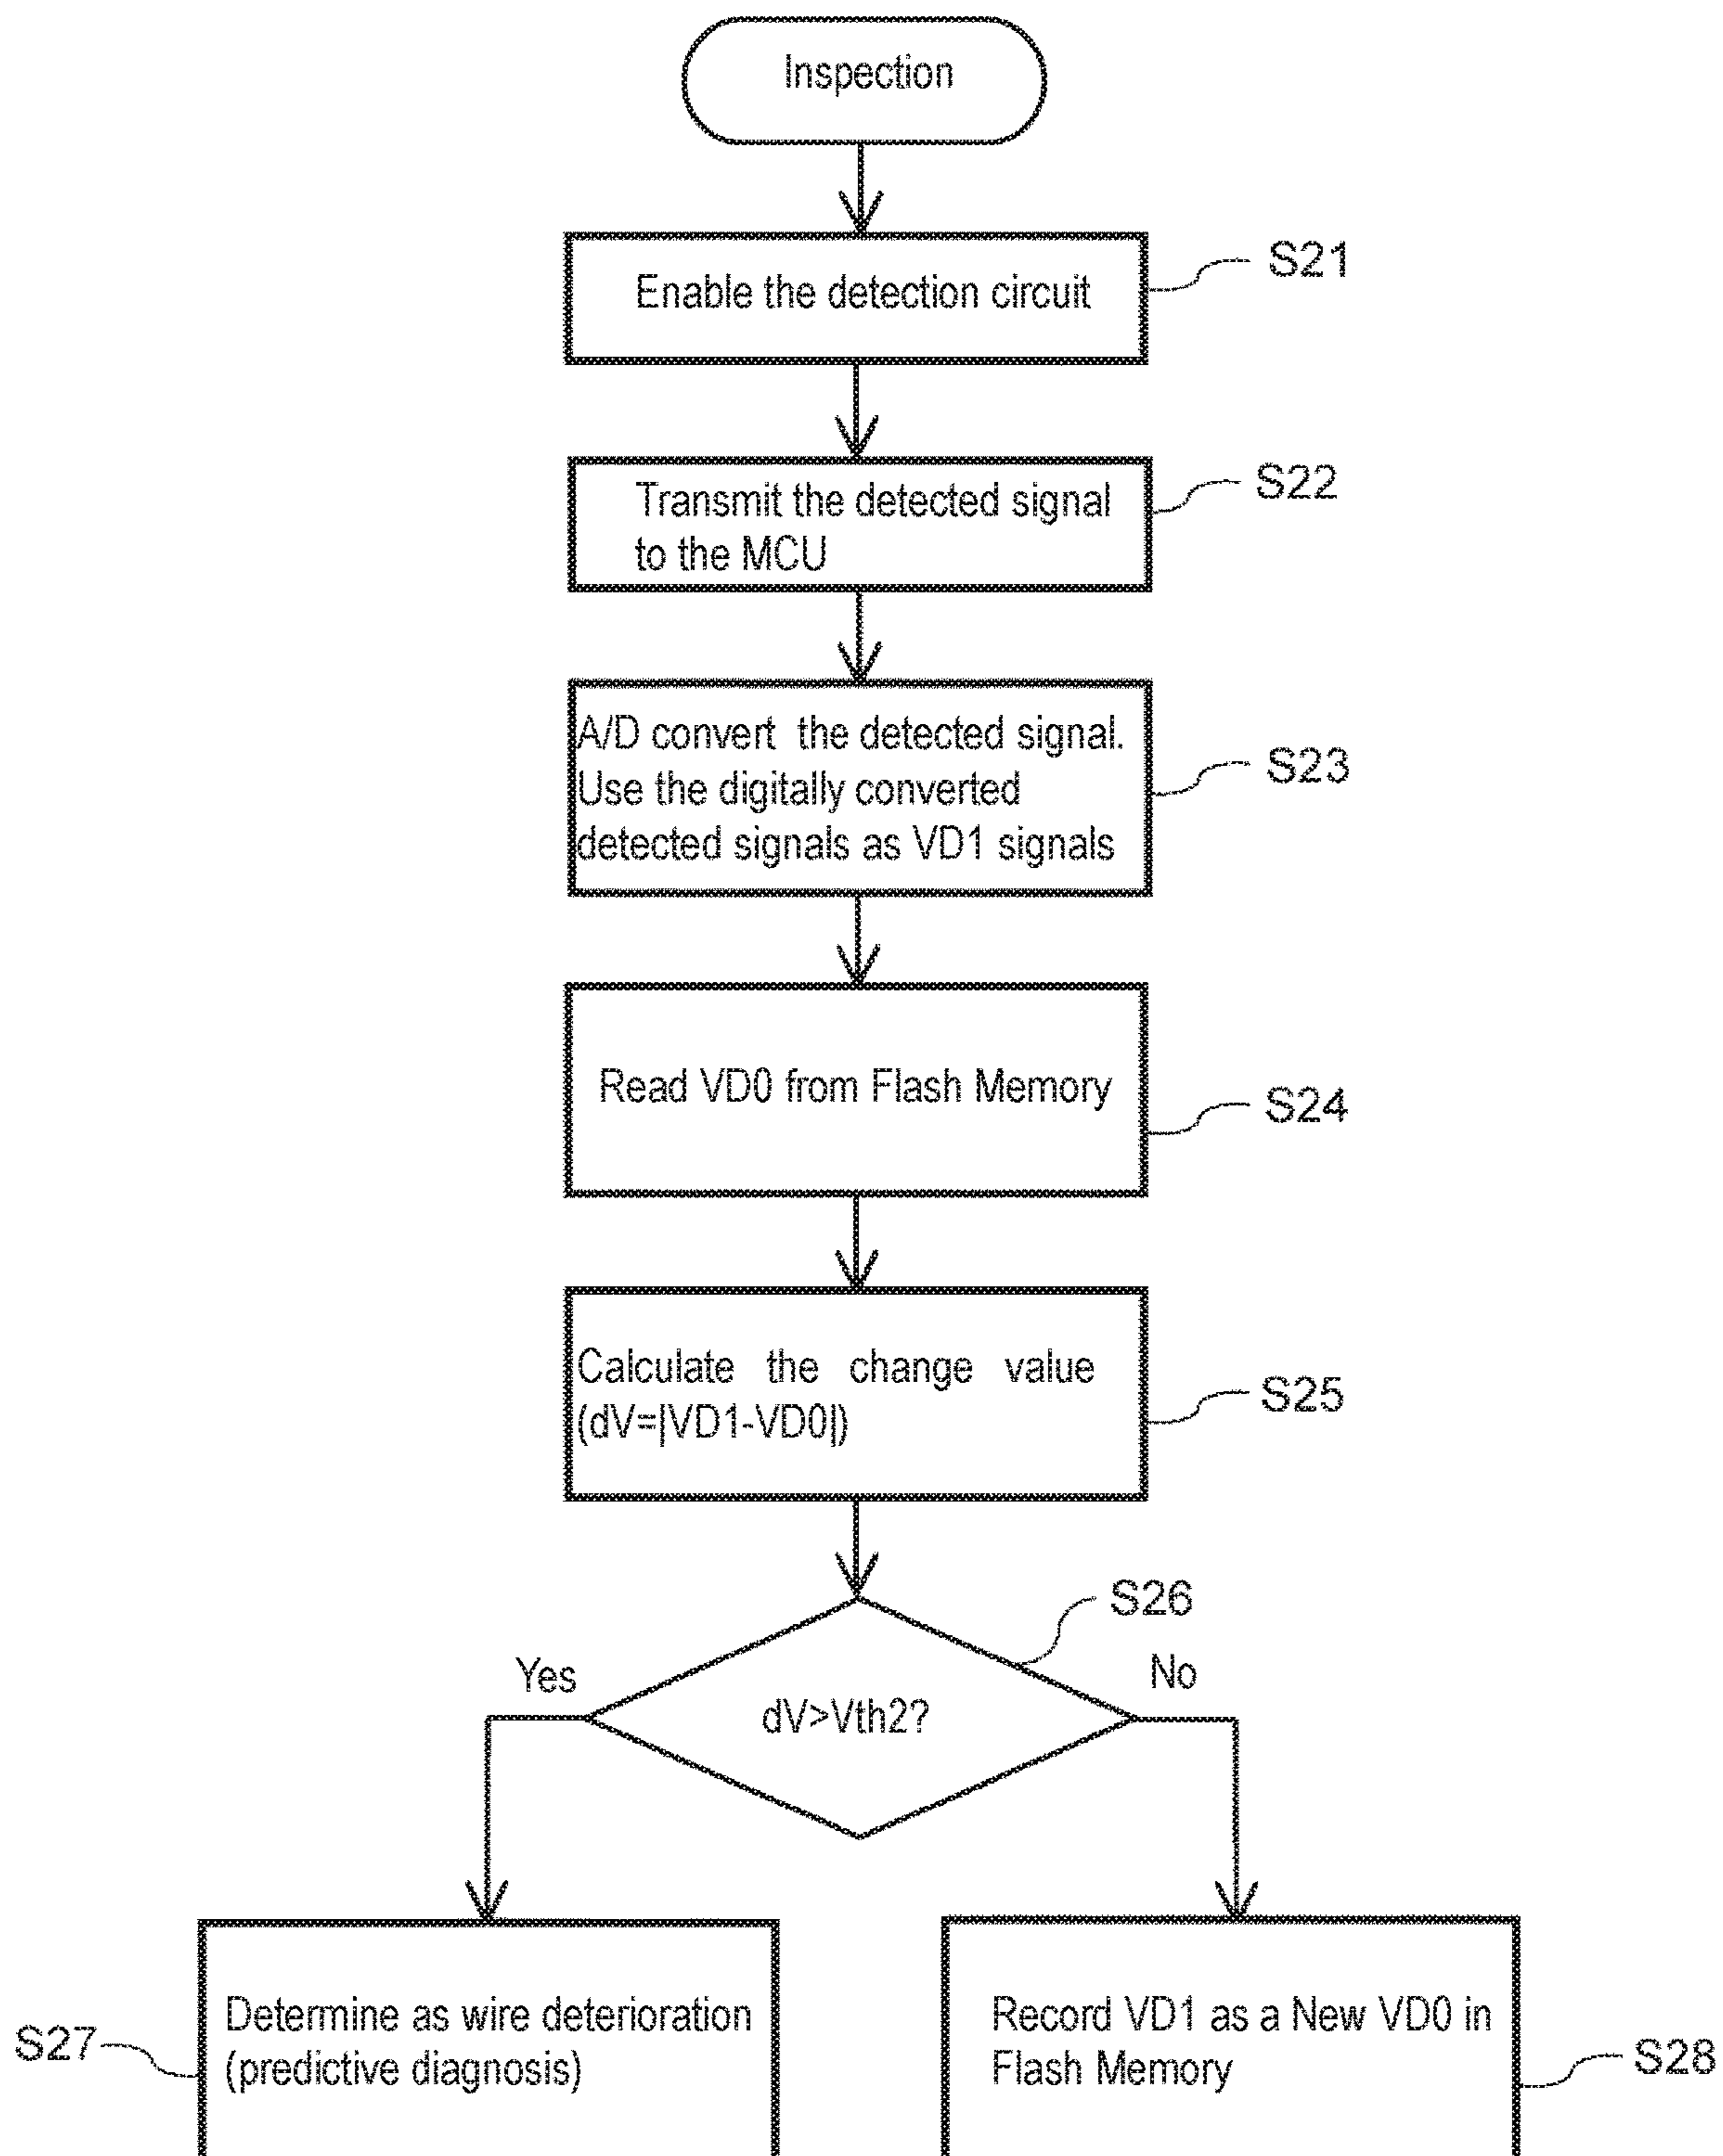 Inspection
Enable the detection circuit
S21
Transmit the detected signal
to the MCU
S22
A/D convert the detected signal.
Use the digitally converted
detected signals as VD1 signals
S23
Read VD0 from Flash Memory
S24
Calculate the change value
(dV=|VD1-VD0|)
S25
S26
Yes
No
dV>Vth2?
Determine as wire deterioration
(predictive diagnosis)
S27
Record VD1 as a New VD0 in
Flash Memory
S28